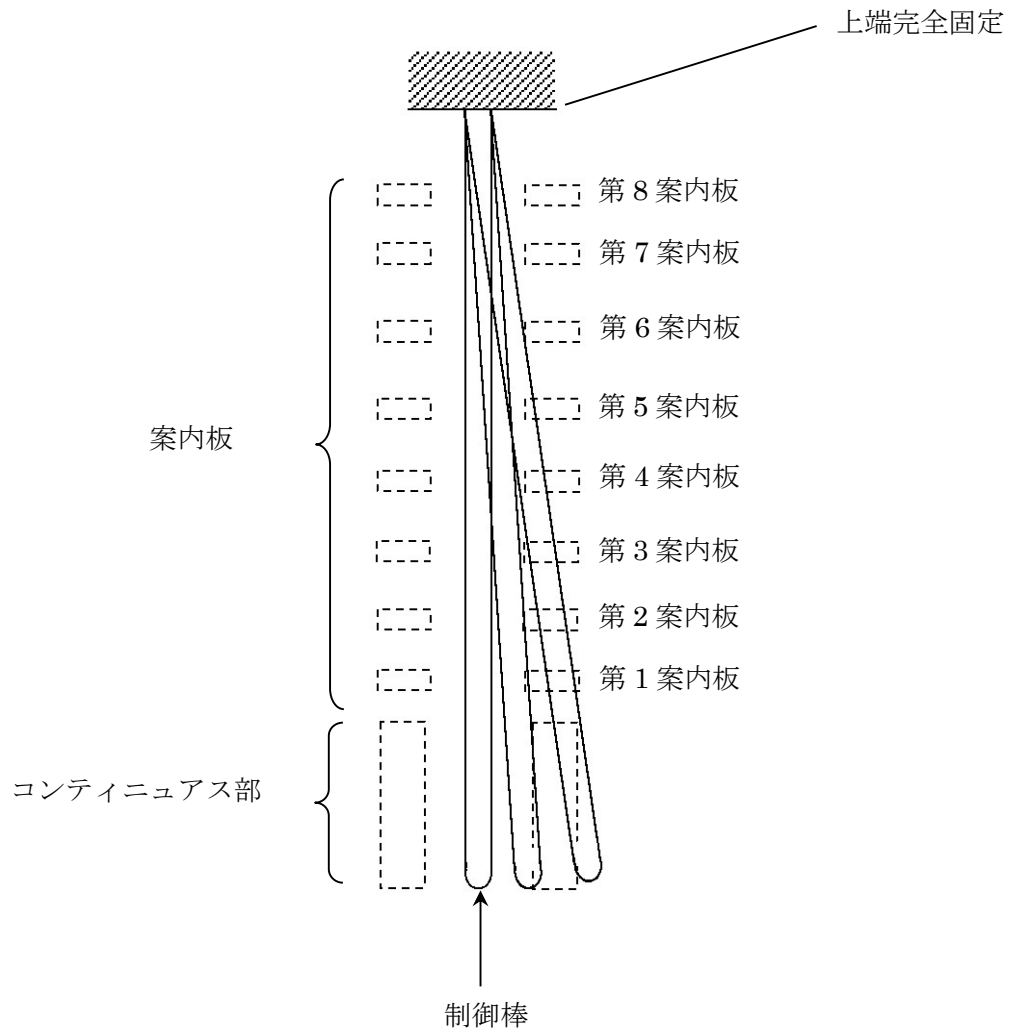 上端完全固定
第 8 案内板
第 7 案内板
第 6 案内板
第 5 案内板
案内板
第 4 案内板
第 3 案内板
第 2 案内板
第 1 案内板
コンティニュアス部
制御棒